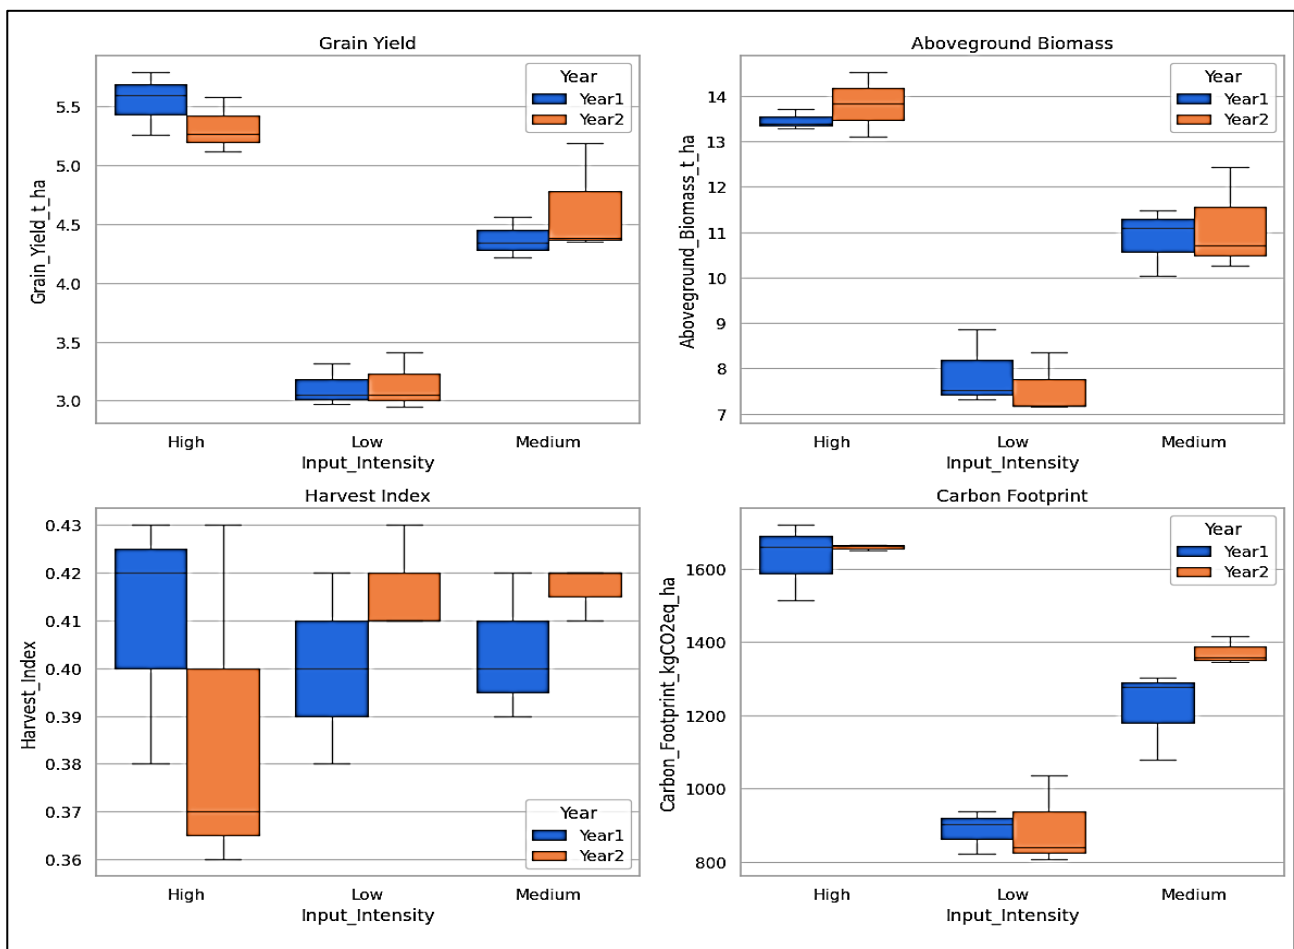 Grain Yield
Grain_Yield_t_ha
5.5
5.0
4.5
4.0
3.5
3.0
Year
Year1
Year2
High
Low
Medium
Input_Intensity
Aboveground Biomass
Aboveground_Biomass_t_ha
14
13
12
11
10
9
8
7
Year
Year1
Year2
High
Low
Medium
Input_Intensity
Harvest Index
Harvest_Index
0.43
0.42
0.41
0.40
0.39
0.38
0.37
0.36
Year
Year1
Year2
High
Low
Medium
Input_Intensity
Carbon Footprint
Carbon_Footprint_kgCO2eq_ha
1600
1400
1200
1000
800
Year
Year1
Year2
High
Low
Medium
Input_Intensity